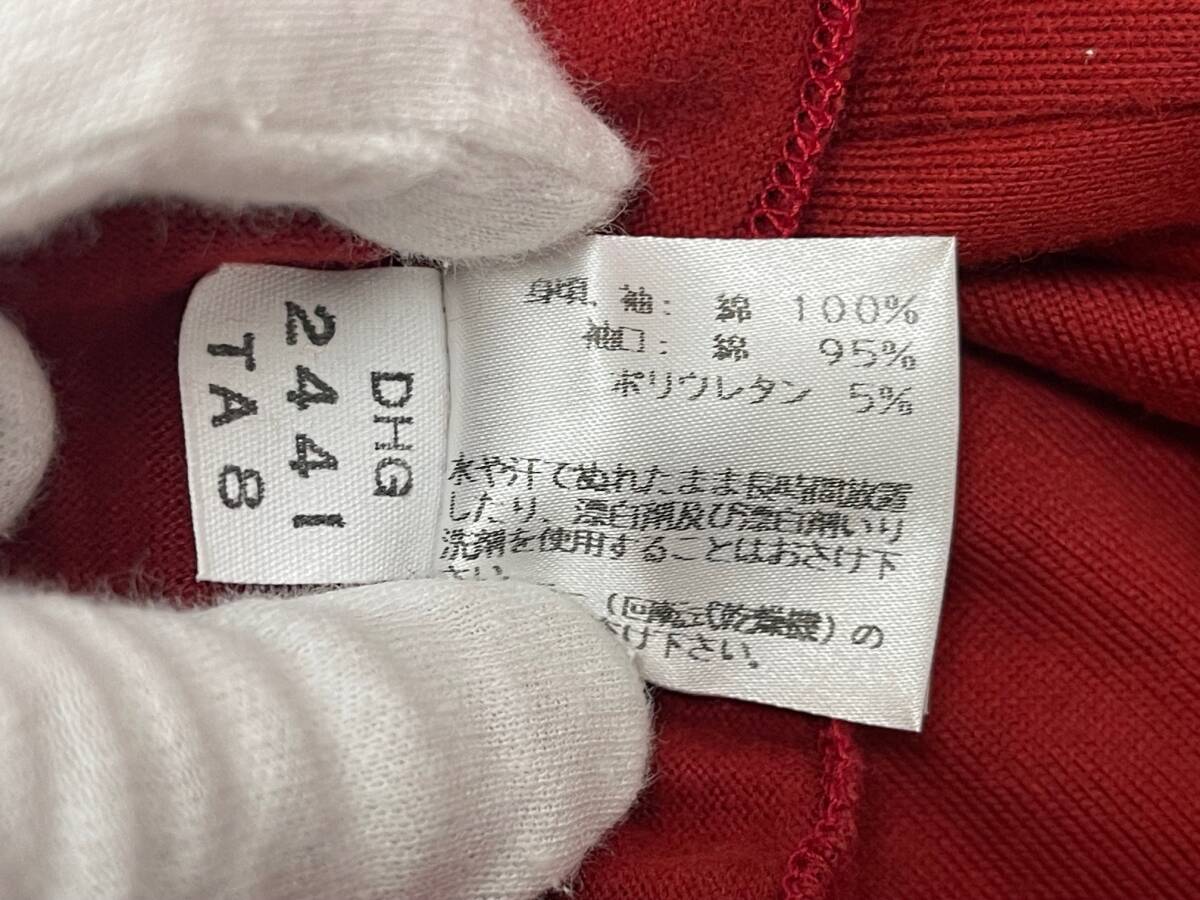 DHG
2441
TA8
身頃、袖: 綿 100%
袖口: 綿 95%
ポリウレタン 5%
水や汗でぬれたまま長時間放置
したり、漂白剤及び漂白剤いり
洗剤を使用することはおさけ下
さい。
(回転式乾燥機)の
け下さい。